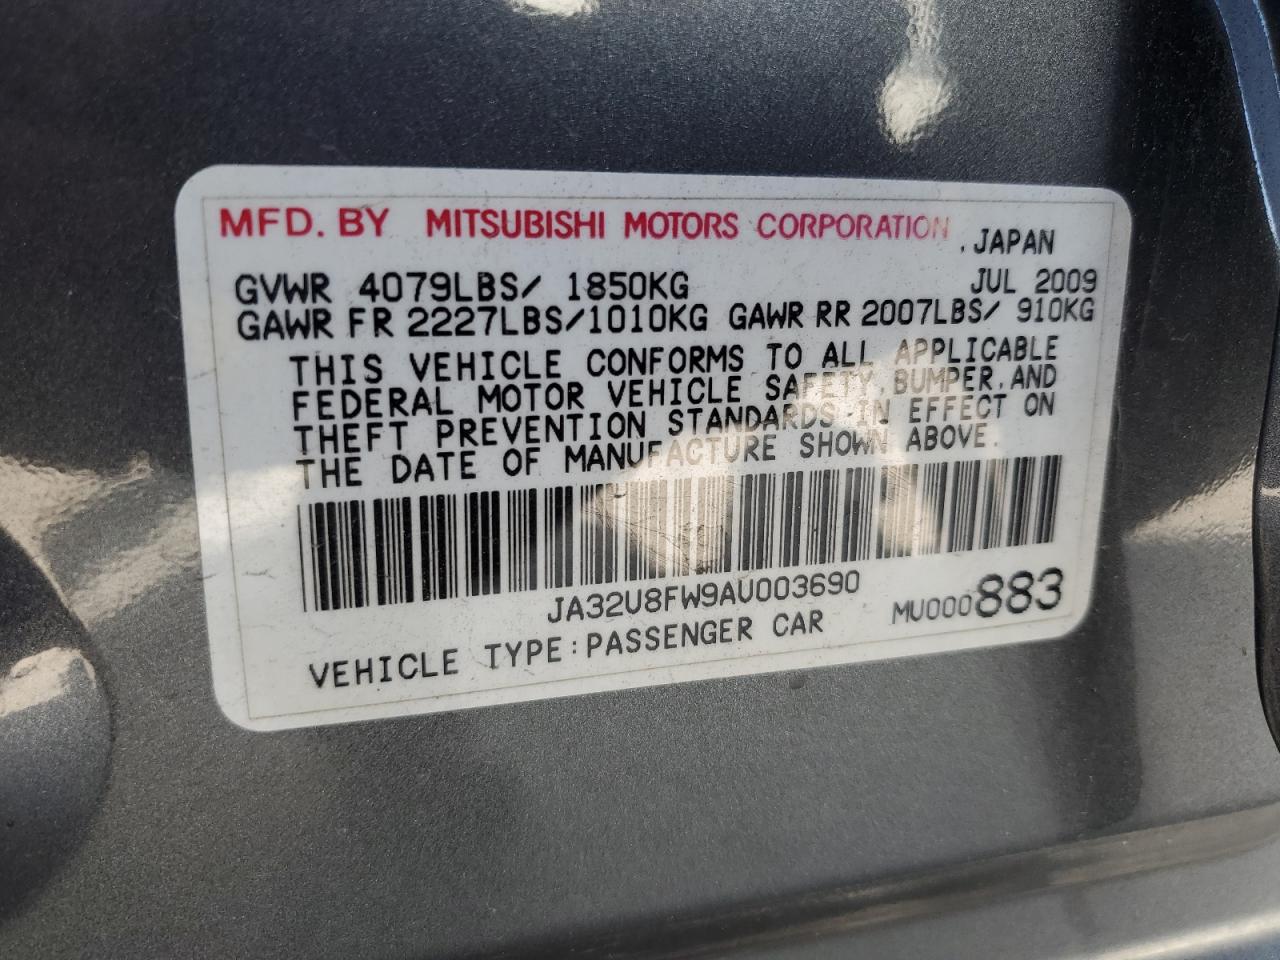 MFD. BY MITSUBISHI MOTORS CORPORATION , JAPAN
GVWR 4079LBS/ 1850KG JUL 2009
GAWR FR 2227LBS/1010KG GAWR RR 2007LBS/ 910KG
THIS VEHICLE CONFORMS TO ALL APPLICABLE
FEDERAL MOTOR VEHICLE SAFETY, BUMPER, AND
THEFT PREVENTION STANDARDS IN EFFECT ON
THE DATE OF MANUFACTURE SHOWN ABOVE.
JA32U8FW9AU003690
MU000883
VEHICLE TYPE:PASSENGER CAR